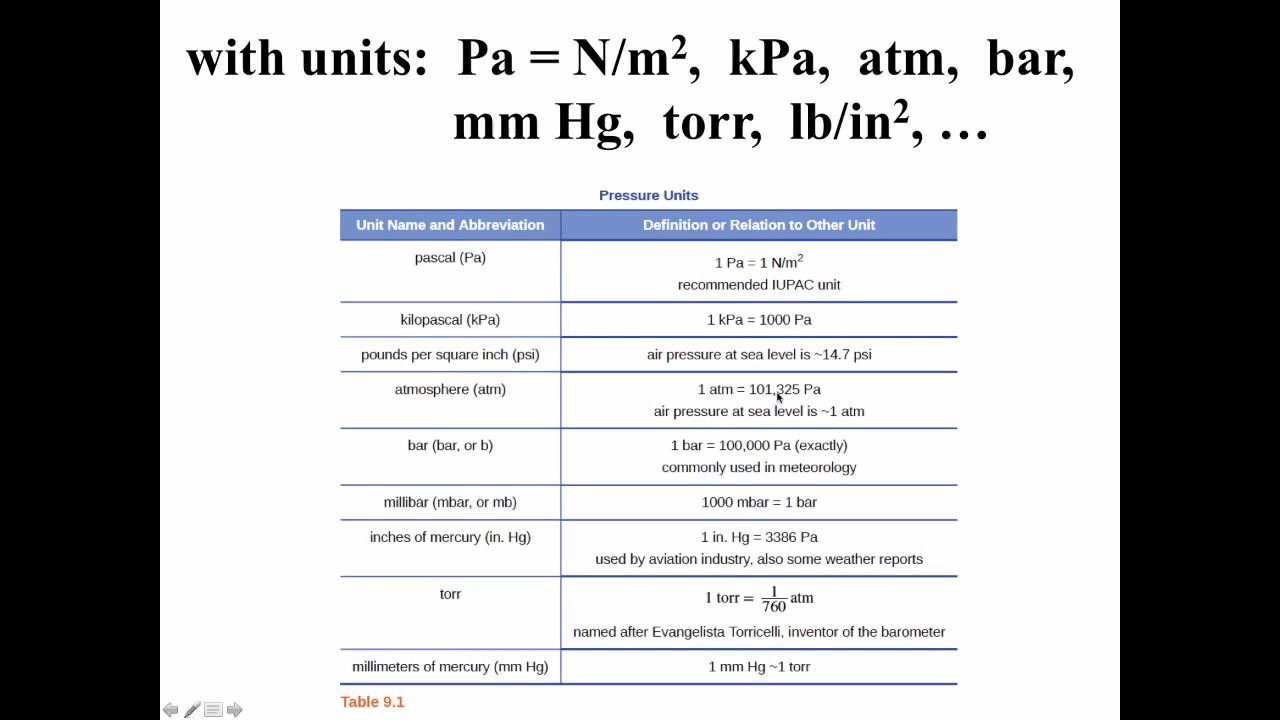 with units: Pa = N/m², kPa, atm, bar,
mm Hg, torr, lb/in², …
Pressure Units
Unit Name and Abbreviation
Definition or Relation to Other Unit
pascal (Pa)
1 Pa = 1 N/m²
recommended IUPAC unit
kilopascal (kPa)
1 kPa = 1000 Pa
pounds per square inch (psi)
air pressure at sea level is ~14.7 psi
atmosphere (atm)
1 atm = 101,325 Pa
air pressure at sea level is ~1 atm
bar (bar, or b)
1 bar = 100,000 Pa (exactly)
commonly used in meteorology
millibar (mbar, or mb)
1000 mbar = 1 bar
inches of mercury (in. Hg)
1 in. Hg = 3386 Pa
used by aviation industry, also some weather reports
torr
1 torr = 1/760 atm
named after Evangelista Torricelli, inventor of the barometer
millimeters of mercury (mm Hg)
1 mm Hg ~1 torr
Table 9.1